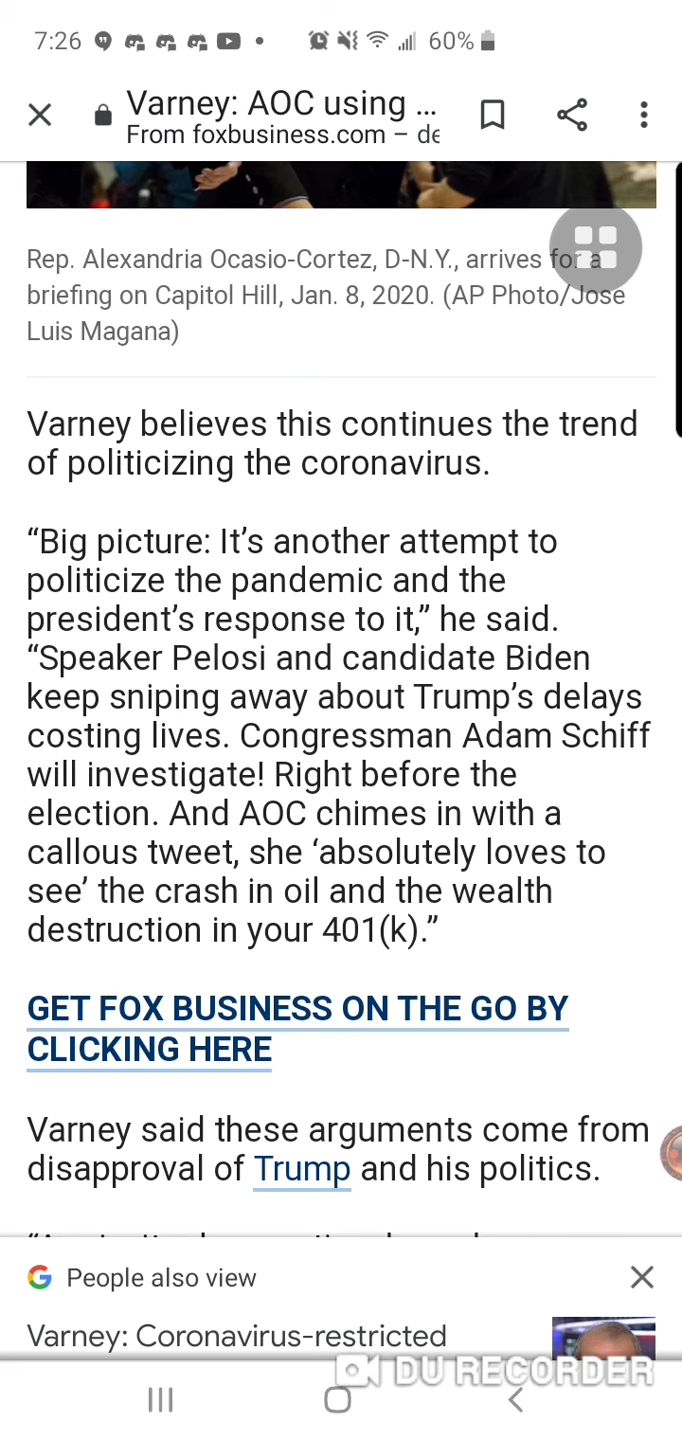 7:26 60%
Varney: AOC using ...
From foxbusiness.com – de
Rep. Alexandria Ocasio-Cortez, D-N.Y., arrives for a
briefing on Capitol Hill, Jan. 8, 2020. (AP Photo/Jose
Luis Magana)
Varney believes this continues the trend
of politicizing the coronavirus.
“Big picture: It’s another attempt to
politicize the pandemic and the
president’s response to it,” he said.
“Speaker Pelosi and candidate Biden
keep sniping away about Trump’s delays
costing lives. Congressman Adam Schiff
will investigate! Right before the
election. And AOC chimes in with a
callous tweet, she ‘absolutely loves to
see’ the crash in oil and the wealth
destruction in your 401(k).”
GET FOX BUSINESS ON THE GO BY
CLICKING HERE
Varney said these arguments come from
disapproval of Trump and his politics.
G People also view
Varney: Coronavirus-restricted
DU RECORDER